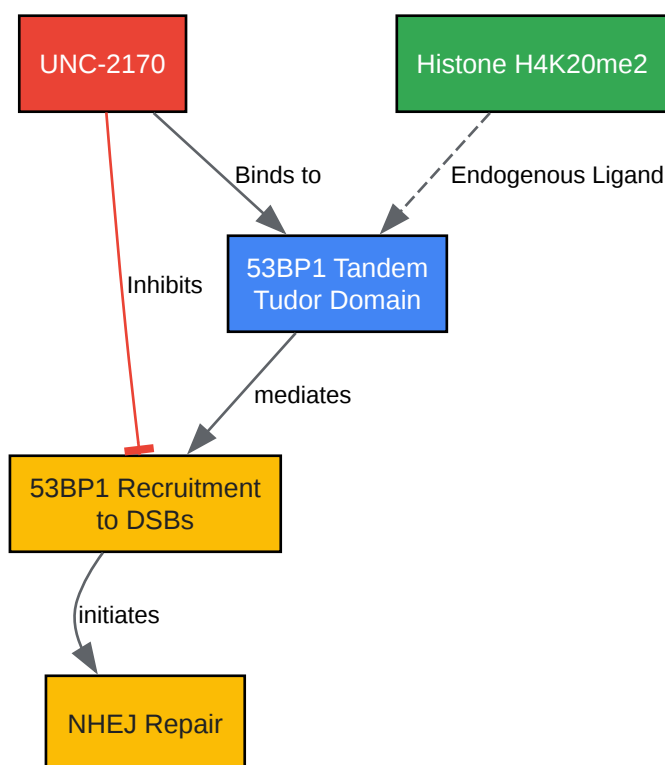 UNC-2170
Histone H4K20me2
Binds to
Endogenous Ligand
53BP1 Tandem
Tudor Domain
Inhibits
mediates
53BP1 Recruitment
to DSBs
initiates
NHEJ Repair